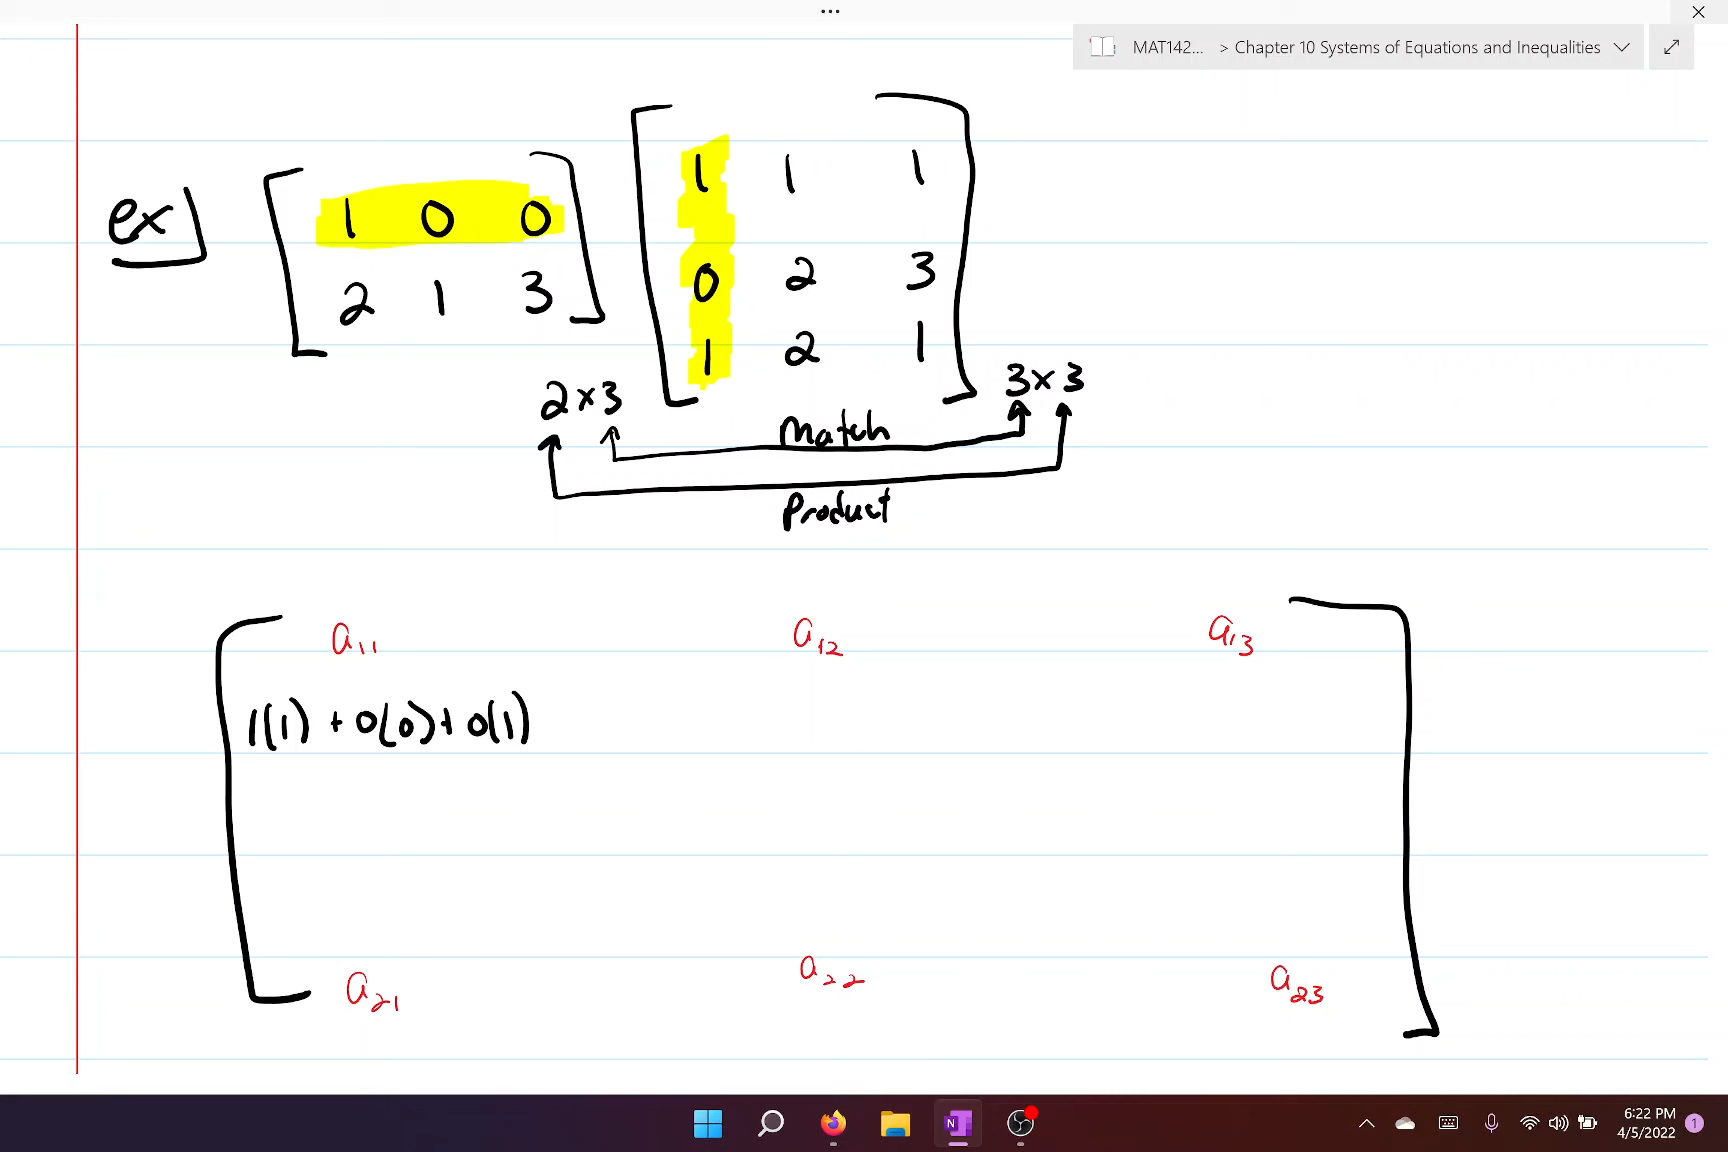 ...
MAT142... > Chapter 10 Systems of Equations and Inequalities
ex] [1 0 0] [1 1 1]
[2 1 3] [0 2 3]
[1 2 1]
2×3 3×3
Match
Product
a₁₁ a₁₂ a₁₃
1(1) + 0(0) + 0(1)
a₂₁ a₂₂ a₂₃
6:22 PM
4/5/2022 1